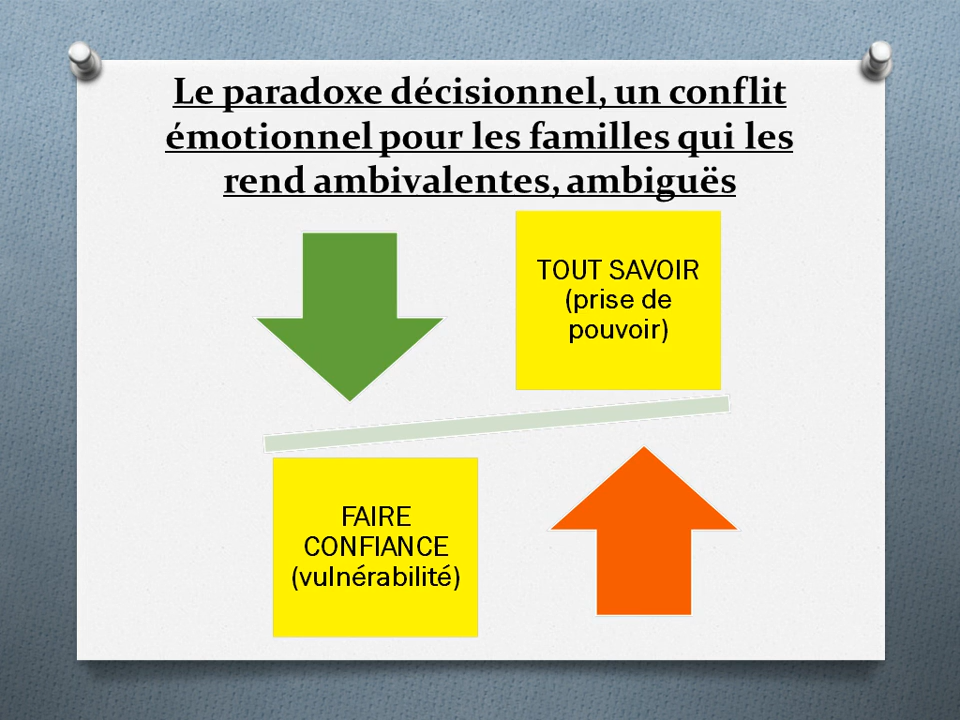 Le paradoxe décisionnel, un conflit
émotionnel pour les familles qui les
rend ambivalentes, ambiguës
TOUT SAVOIR
(prise de
pouvoir)
FAIRE
CONFIANCE
(vulnérabilité)